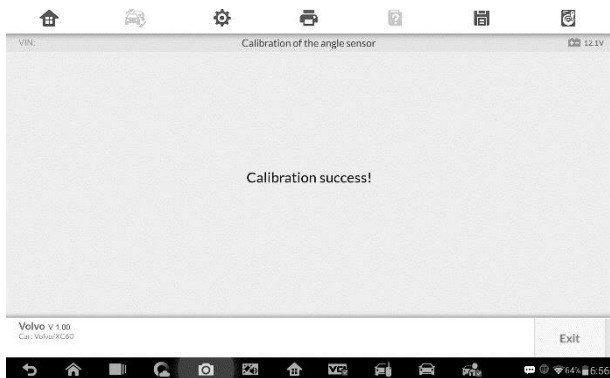 VIN:
Calibration of the angle sensor
12.1V
Calibration success!
Volvo V 1.00
Car: Volvo/XC60
Exit
VCI
64%
6:56